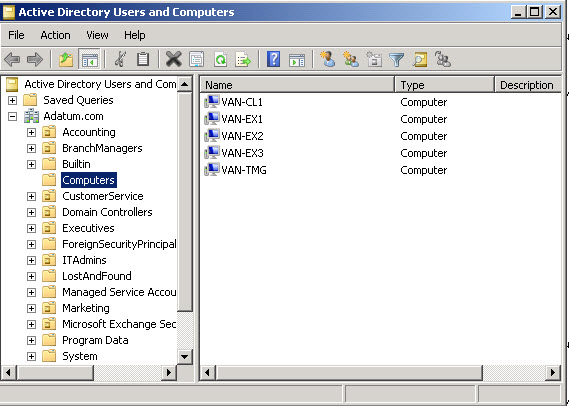 Active Directory Users and Computers
File Action View Help
Active Directory Users and Com
Saved Queries
Adatum.com
Accounting
BranchManagers
Builtin
Computers
CustomerService
Domain Controllers
Executives
ForeignSecurityPrincipal
ITAdmins
LostAndFound
Managed Service Accou
Marketing
Microsoft Exchange Sec
Program Data
System
Name Type Description
VAN-CL1 Computer
VAN-EX1 Computer
VAN-EX2 Computer
VAN-EX3 Computer
VAN-TMG Computer